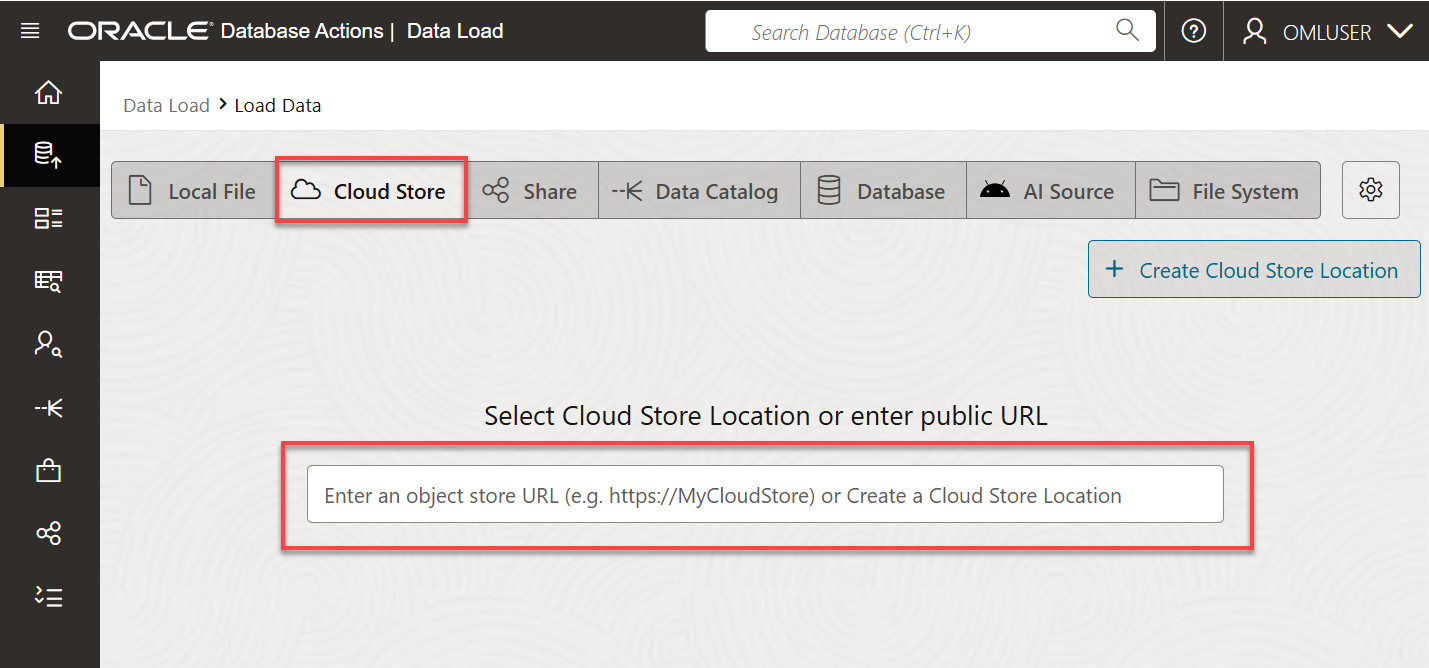 ORACLE Database Actions | Data Load
Search Database (Ctrl+K)
OMLUSER
Data Load > Load Data
Local File
Cloud Store
Share
Data Catalog
Database
AI Source
File System
+ Create Cloud Store Location
Select Cloud Store Location or enter public URL
Enter an object store URL (e.g. https://MyCloudStore) or Create a Cloud Store Location